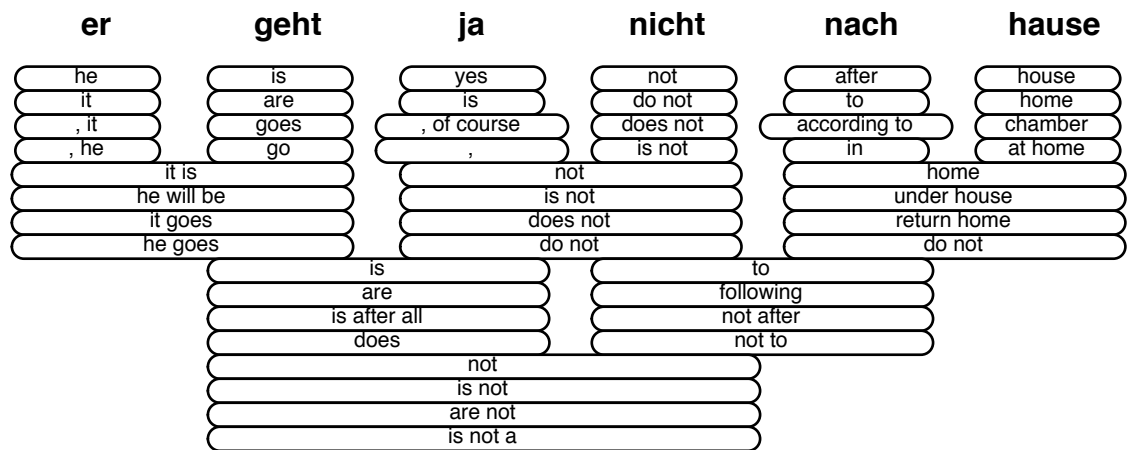 er geht ja nicht nach hause
he is yes not after house
it are is do not to home
, it goes , of course does not according to chamber
, he go , is not in at home
it is not home
he will be is not under house
it goes does not return home
he goes do not do not
is to
are following
is after all not after
does not to
not
is not
are not
is not a